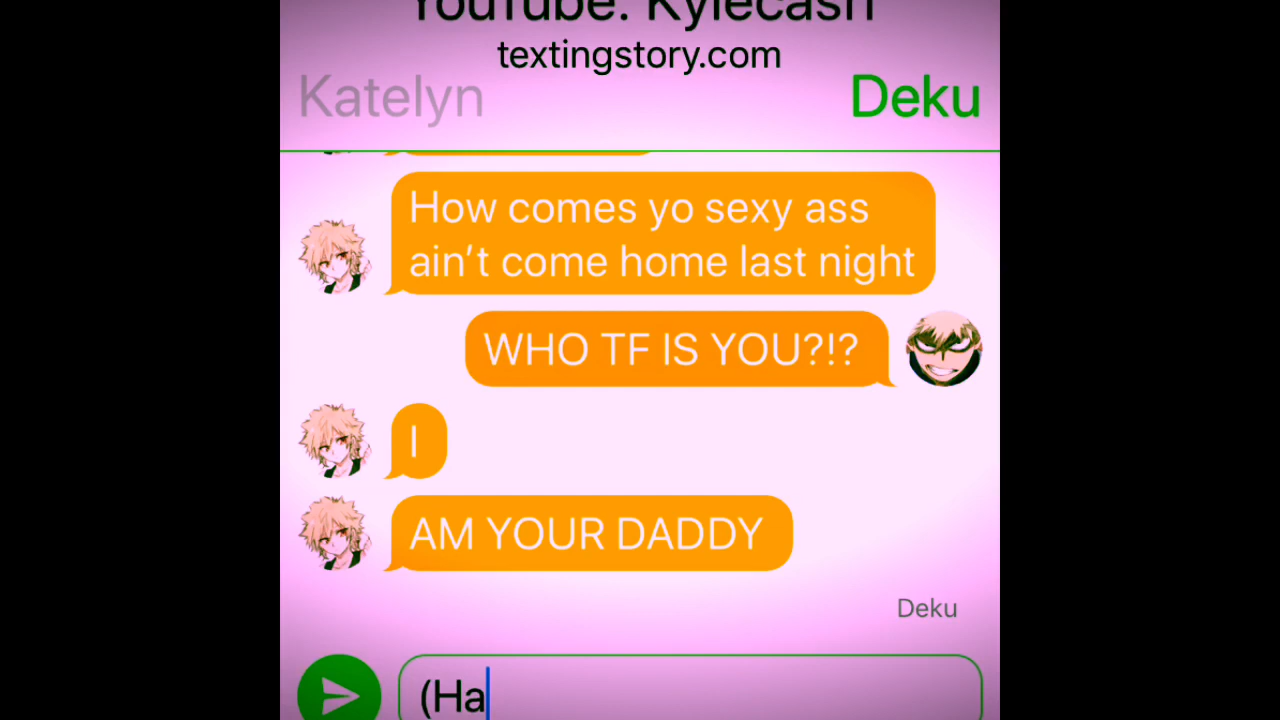 YouTube: Kylecash
textingstory.com
Katelyn
Deku
How comes yo sexy ass
ain't come home last night
WHO TF IS YOU?!?
I
AM YOUR DADDY
Deku
(Ha